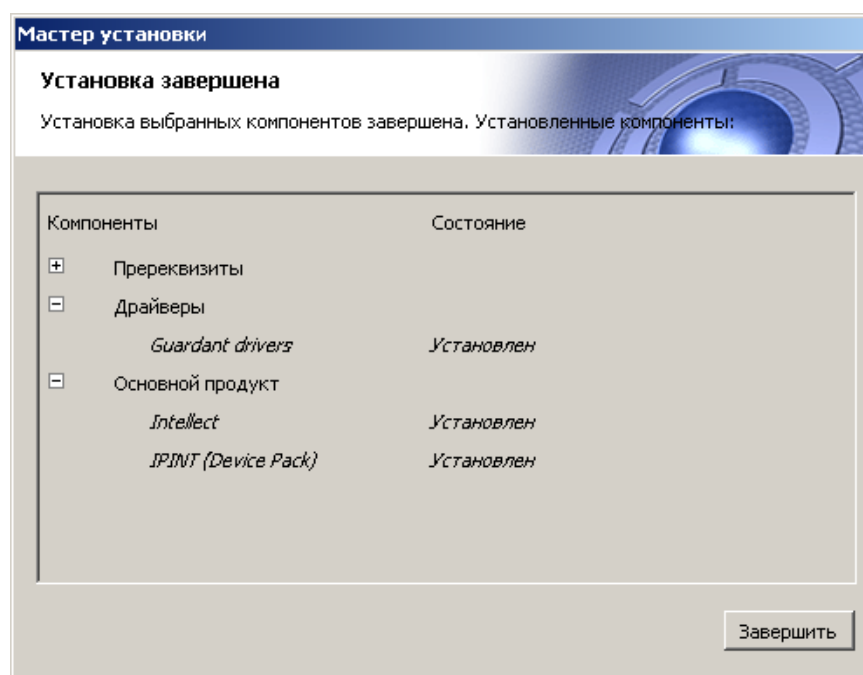 Мастер установки
Установка завершена
Установка выбранных компонентов завершена. Установленные компоненты:
Компоненты Состояние
Пререквизиты
Драйверы
Guardant drivers Установлен
Основной продукт
Intellect Установлен
IPINT (Device Pack) Установлен
Завершить